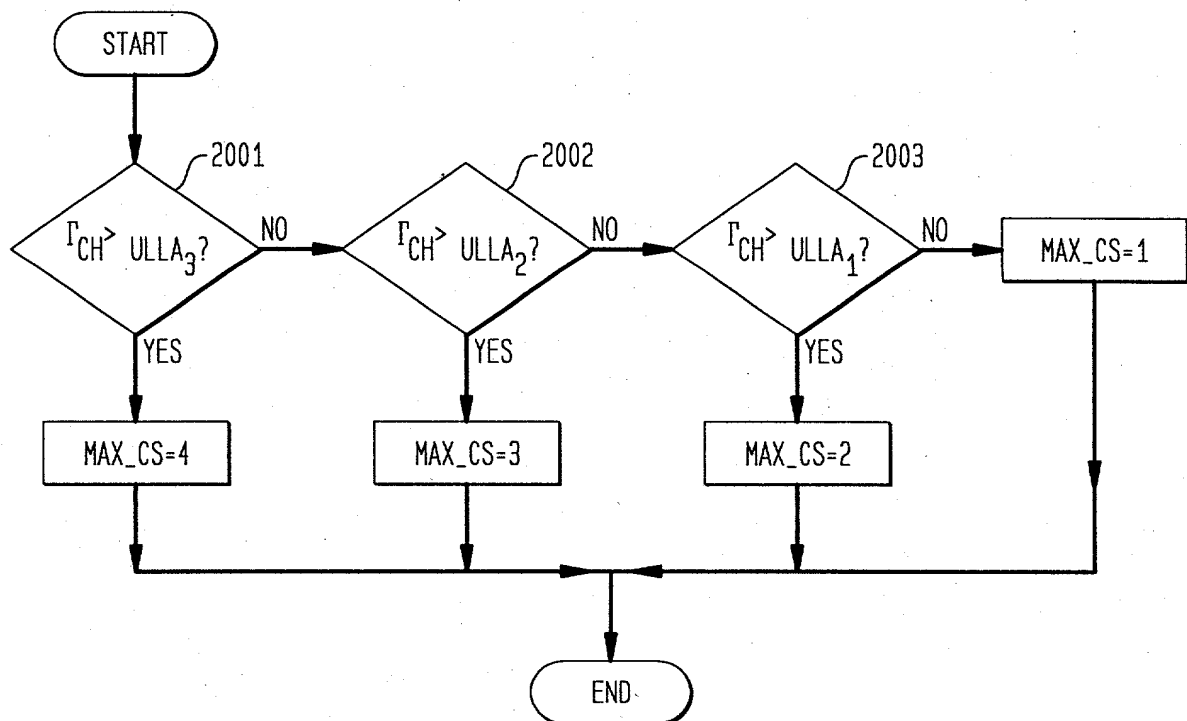 START
2001
2002
2003
Γ_CH > ULLA_3?
NO
Γ_CH > ULLA_2?
NO
Γ_CH > ULLA_1?
NO
MAX_CS=1
YES
YES
YES
MAX_CS=4
MAX_CS=3
MAX_CS=2
END